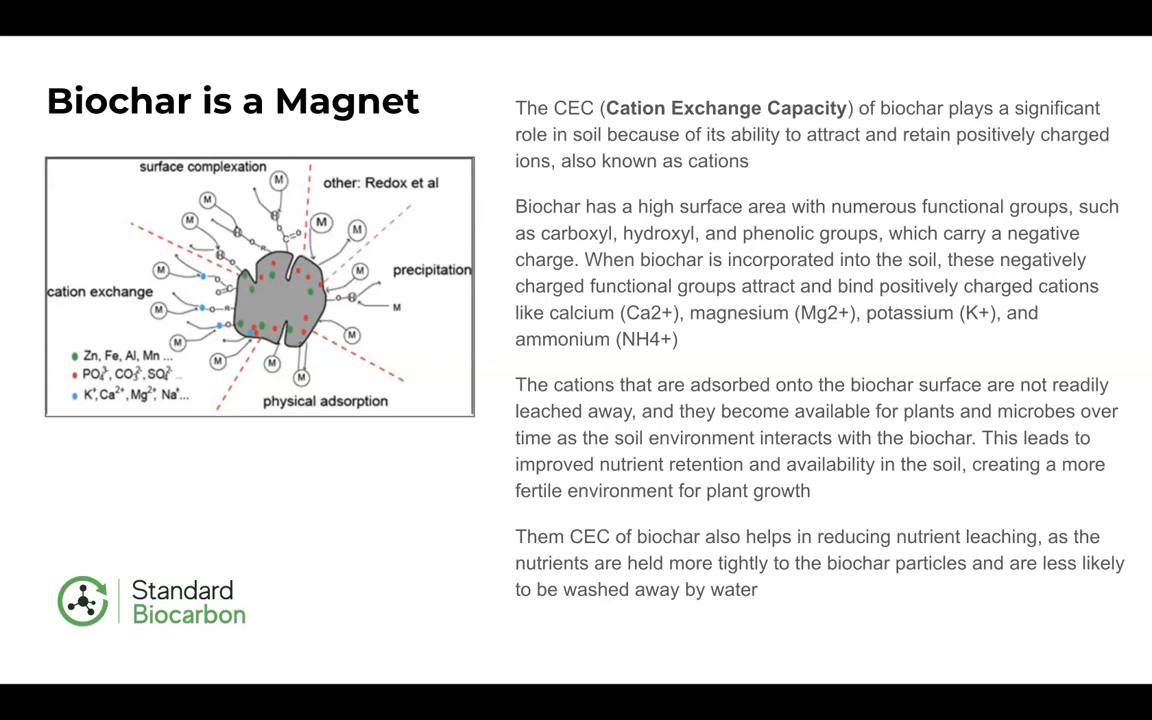 Biochar is a Magnet
surface complexation
other: Redox et al
precipitation
cation exchange
physical adsorption
M
M
M
M
M
M
M
M
M
M
M
M
M
M
Zn, Fe, Al, Mn ...
PO₄³⁻, CO₃²⁻, SO₄²⁻ ...
K⁺, Ca²⁺, Mg²⁺, Na⁺...
The CEC (Cation Exchange Capacity) of biochar plays a significant
role in soil because of its ability to attract and retain positively charged
ions, also known as cations
Biochar has a high surface area with numerous functional groups, such
as carboxyl, hydroxyl, and phenolic groups, which carry a negative
charge. When biochar is incorporated into the soil, these negatively
charged functional groups attract and bind positively charged cations
like calcium (Ca2+), magnesium (Mg2+), potassium (K+), and
ammonium (NH4+)
The cations that are adsorbed onto the biochar surface are not readily
leached away, and they become available for plants and microbes over
time as the soil environment interacts with the biochar. This leads to
improved nutrient retention and availability in the soil, creating a more
fertile environment for plant growth
Them CEC of biochar also helps in reducing nutrient leaching, as the
nutrients are held more tightly to the biochar particles and are less likely
to be washed away by water
Standard
Biocarbon